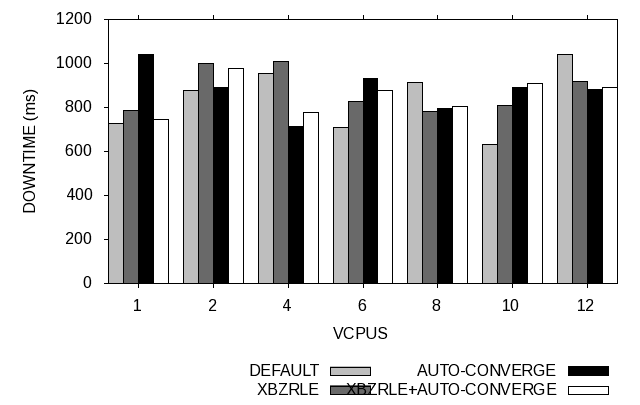 1200
1000
800
600
400
200
0
DOWNTIME (ms)
1 2 4 6 8 10 12
VCPUS
DEFAULT AUTO-CONVERGE
XBZRLE XBZRLE+AUTO-CONVERGE